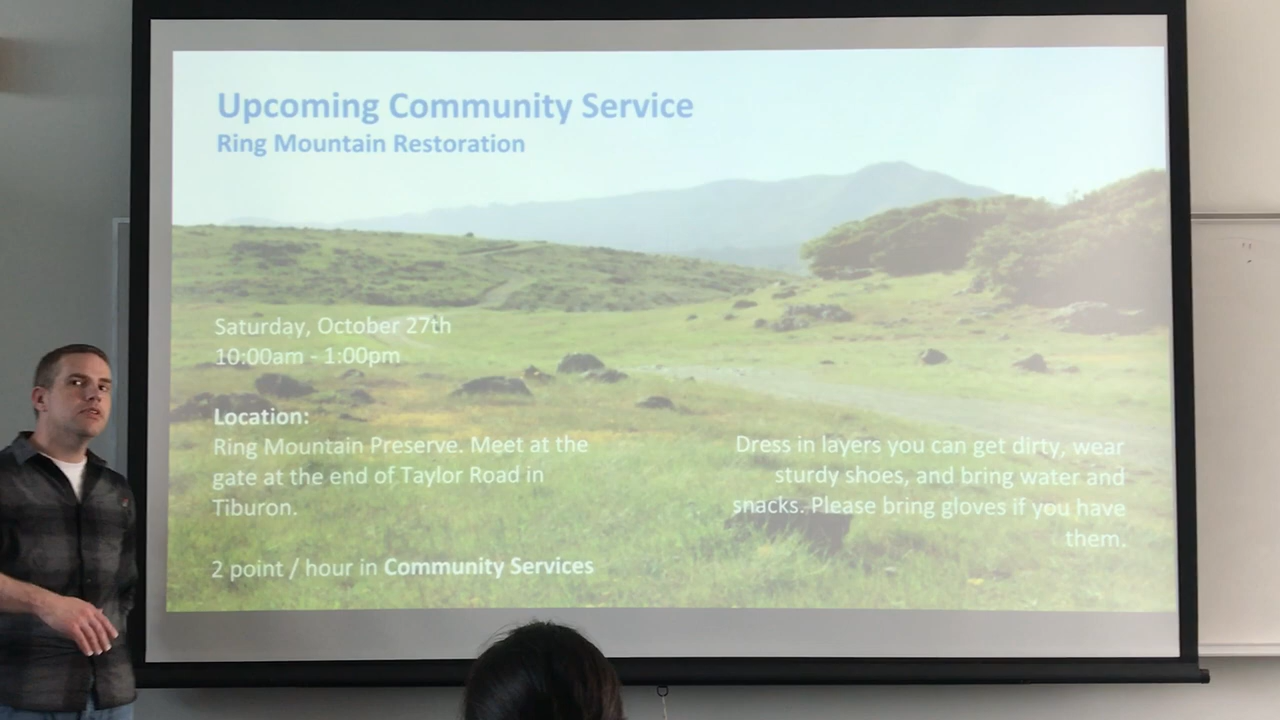 Upcoming Community Service
Ring Mountain Restoration
Saturday, October 27th
10:00am - 1:00pm
Location:
Ring Mountain Preserve. Meet at the
gate at the end of Taylor Road in
Tiburon.
2 point / hour in Community Services
Dress in layers you can get dirty, wear
sturdy shoes, and bring water and
snacks. Please bring gloves if you have
them.